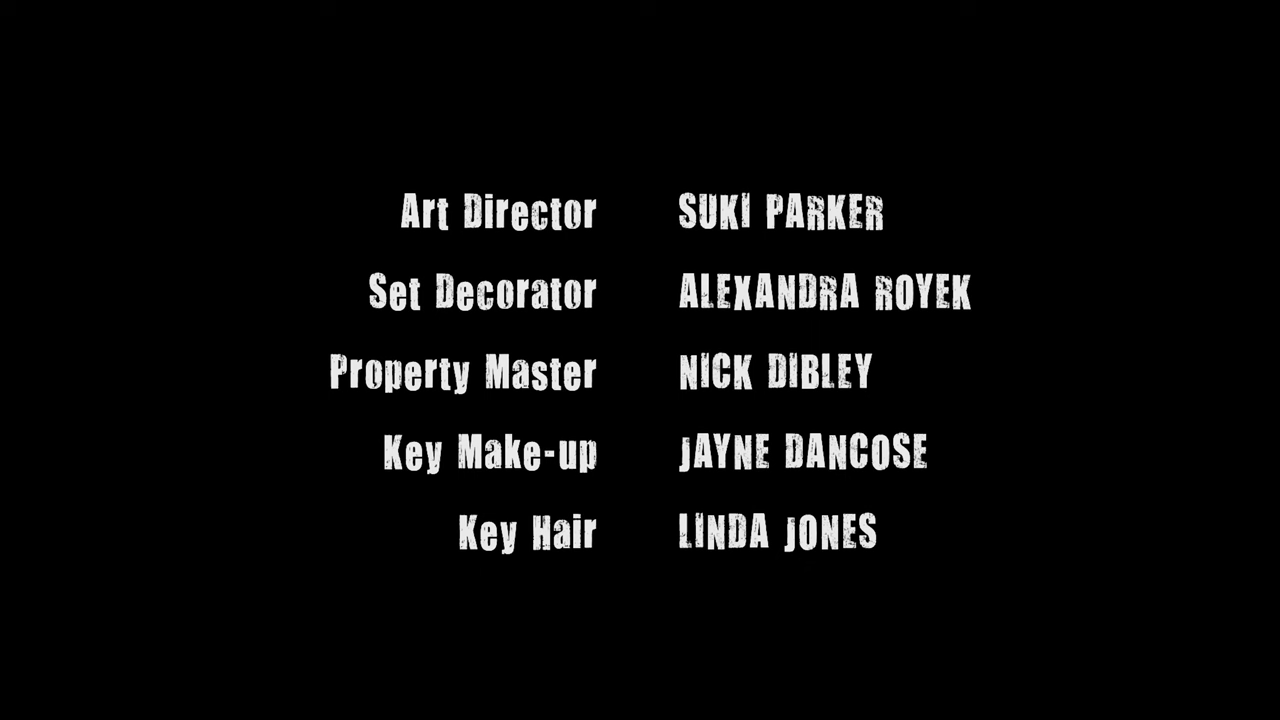 Art Director SUKI PARKER
Set Decorator ALEXANDRA ROYEK
Property Master NICK DIBLEY
Key Make-up JAYNE DANCOSE
Key Hair LINDA JONES